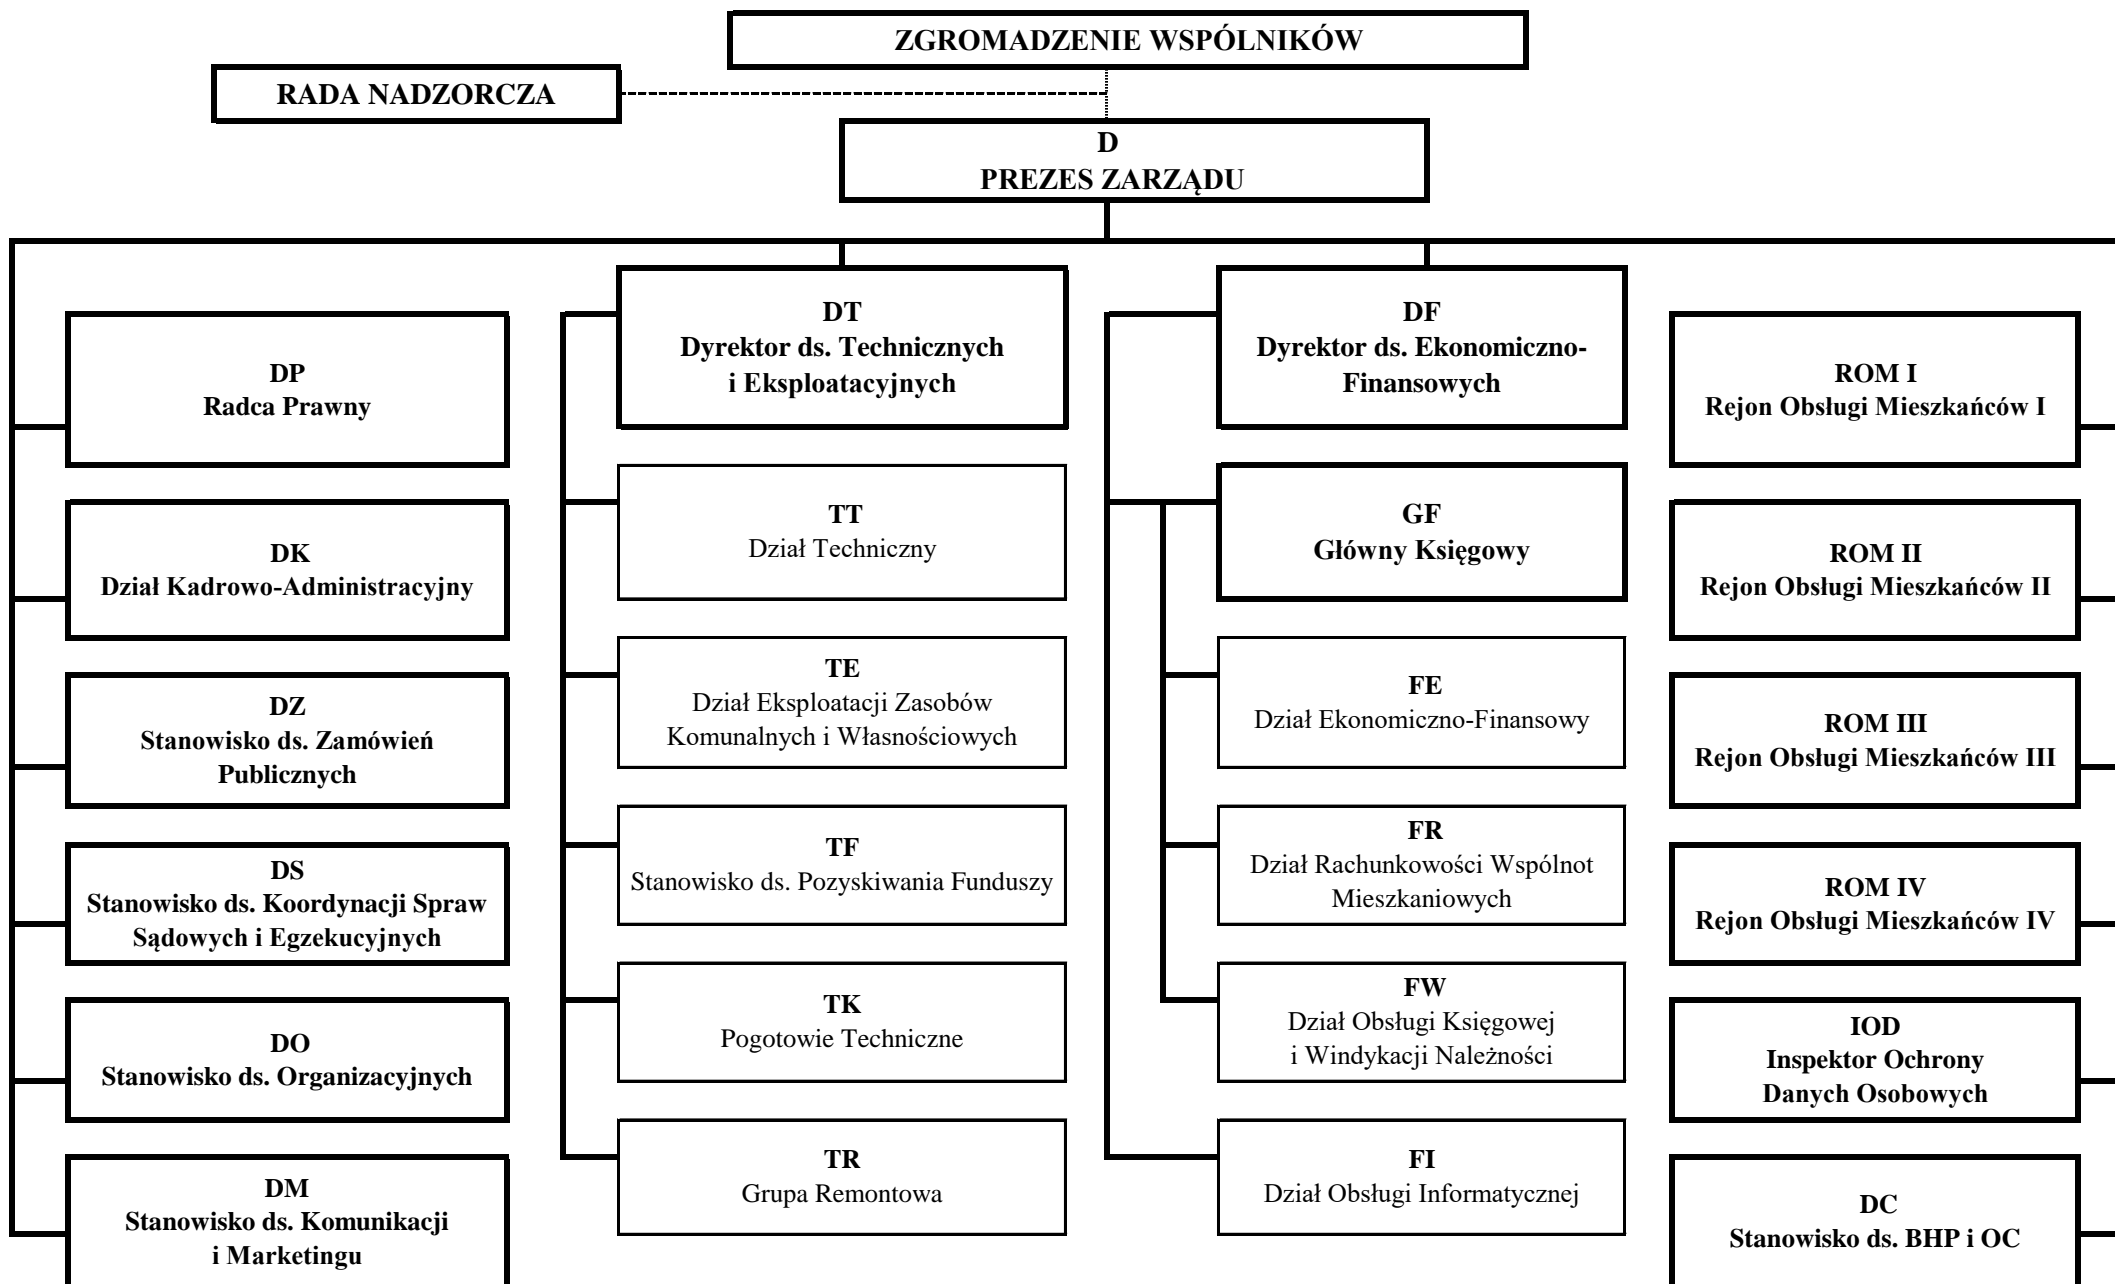 ZGROMADZENIE WSPÓLNIKÓW
RADA NADZORCZA
D
PREZES ZARZĄDU
DP
Radca Prawny
DK
Dział Kadrowo-Administracyjny
DZ
Stanowisko ds. Zamówień
Publicznych
DS
Stanowisko ds. Koordynacji Spraw
Sądowych i Egzekucyjnych
DO
Stanowisko ds. Organizacyjnych
DM
Stanowisko ds. Komunikacji
i Marketingu
DT
Dyrektor ds. Technicznych
i Eksploatacyjnych
TT
Dział Techniczny
TE
Dział Eksploatacji Zasobów
Komunalnych i Własnościowych
TF
Stanowisko ds. Pozyskiwania Funduszy
TK
Pogotowie Techniczne
TR
Grupa Remontowa
DF
Dyrektor ds. Ekonomiczno-
Finansowych
GF
Główny Księgowy
FE
Dział Ekonomiczno-Finansowy
FR
Dział Rachunkowości Wspólnot
Mieszkaniowych
FW
Dział Obsługi Księgowej
i Windykacji Należności
FI
Dział Obsługi Informatycznej
ROM I
Rejon Obsługi Mieszkańców I
ROM II
Rejon Obsługi Mieszkańców II
ROM III
Rejon Obsługi Mieszkańców III
ROM IV
Rejon Obsługi Mieszkańców IV
IOD
Inspektor Ochrony
Danych Osobowych
DC
Stanowisko ds. BHP i OC